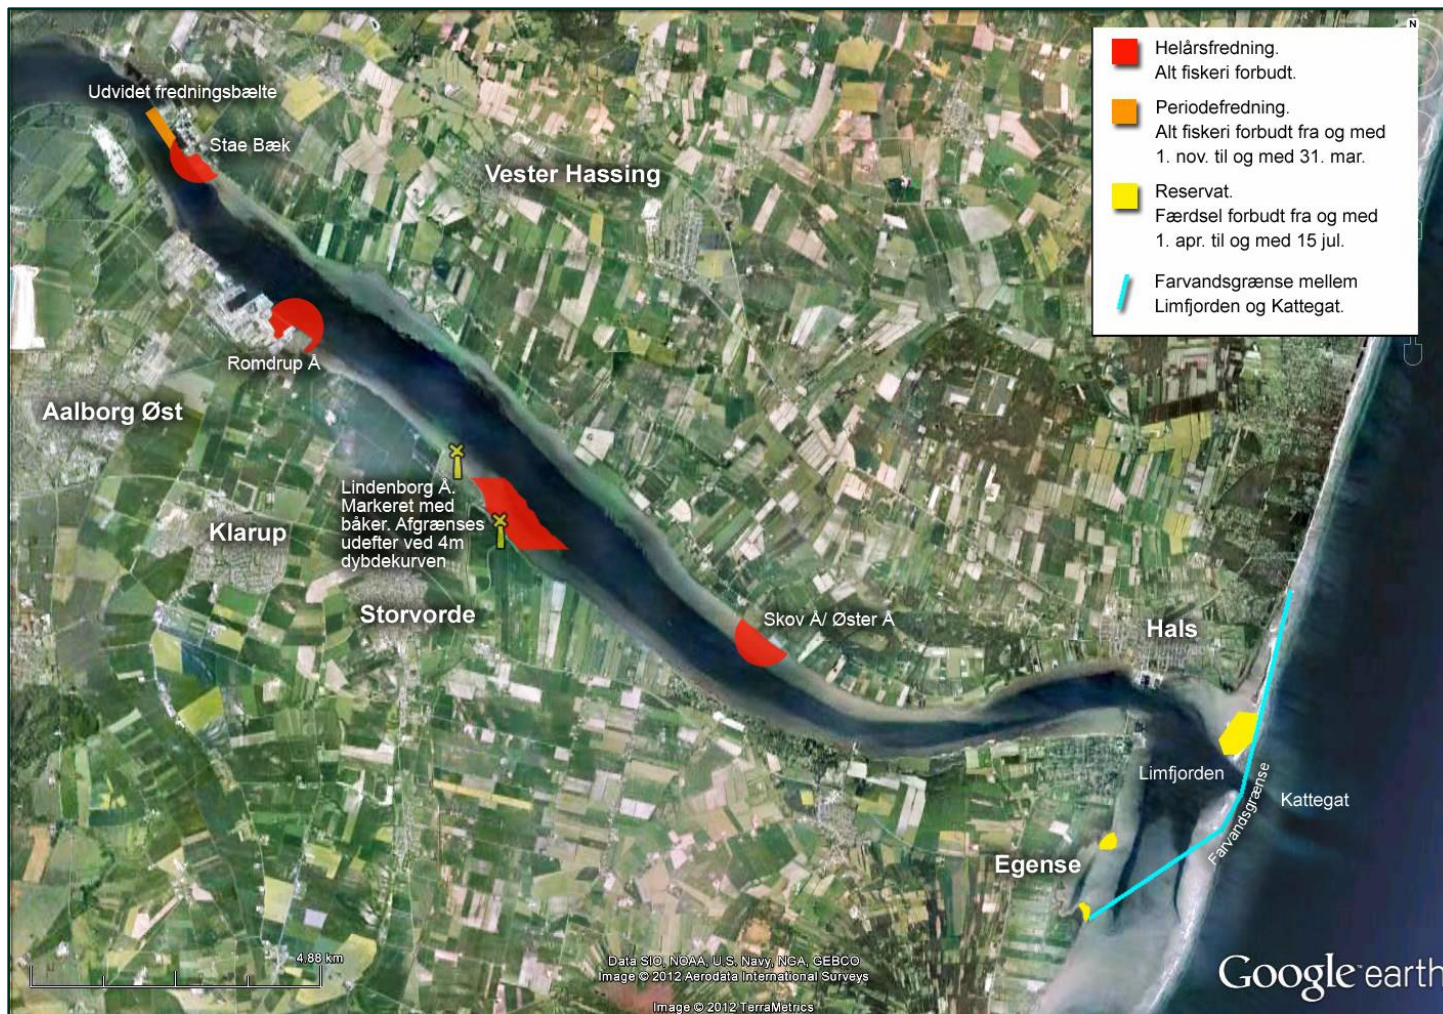 N
Helårsfredning.
Alt fiskeri forbudt.
Periodefredning.
Alt fiskeri forbudt fra og med
1. nov. til og med 31. mar.
Reservat.
Færdsel forbudt fra og med
1. apr. til og med 15 jul.
Farvandsgrænse mellem
Limfjorden og Kattegat.
Udvidet fredningsbælte
Stae Bæk
Vester Hassing
Romdrup Å
Aalborg Øst
Lindenborg Å.
Markeret med
båker. Afgrænses
udefter ved 4m
dybdekurven
Klarup
Storvorde
Skov Å/ Øster Å
Hals
Limfjorden
Kattegat
Farvandsgrænse
Egense
4,88 km
Data SIO, NOAA, U.S. Navy, NGA, GEBCO
Image © 2012 Aerodata International Surveys
Image © 2012 TerraMetrics
Google earth